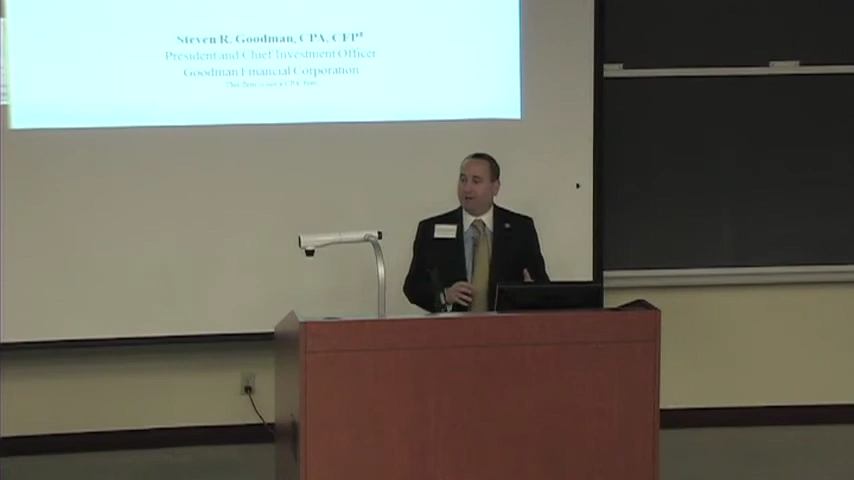 Steven R. Goodman, CPA, CFP
President and Chief Investment Officer
Goodman Financial Corporation